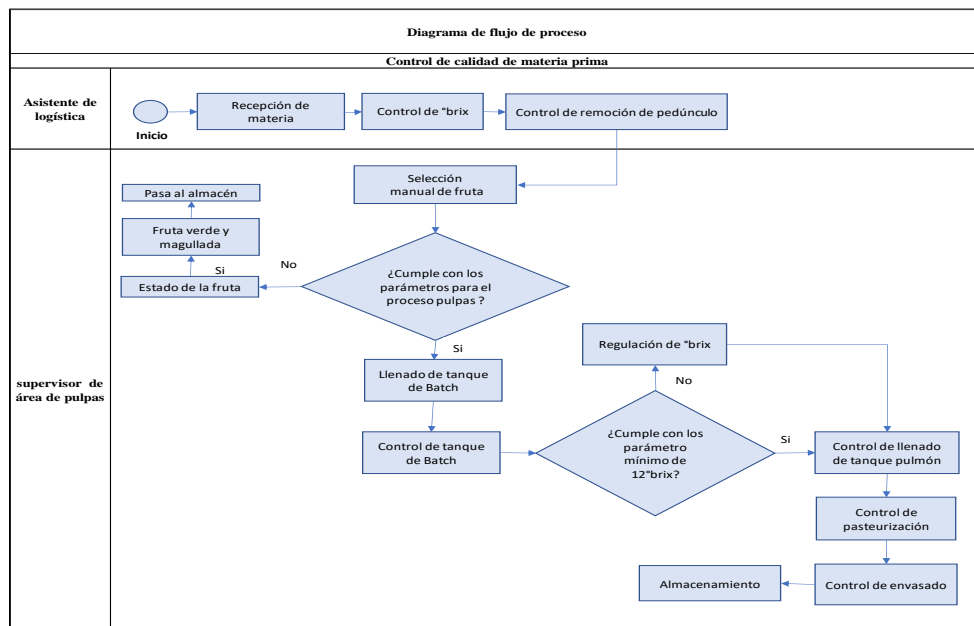 Diagrama de flujo de proceso
Control de calidad de materia prima
Asistente de
logística
Inicio
Recepción de
materia
Control de °brix
Control de remoción de pedúnculo
supervisor de
área de pulpas
Selección
manual de fruta
Pasa al almacén
Fruta verde y
magullada
Si
Estado de la fruta
No
¿Cumple con los
parámetros para el
proceso pulpas ?
Si
Llenado de tanque
de Batch
Control de tanque
de Batch
Regulación de °brix
No
¿Cumple con los
parámetro
mínimo de
12°brix?
Si
Control de llenado
de tanque pulmón
Control de
pasteurización
Control de envasado
Almacenamiento